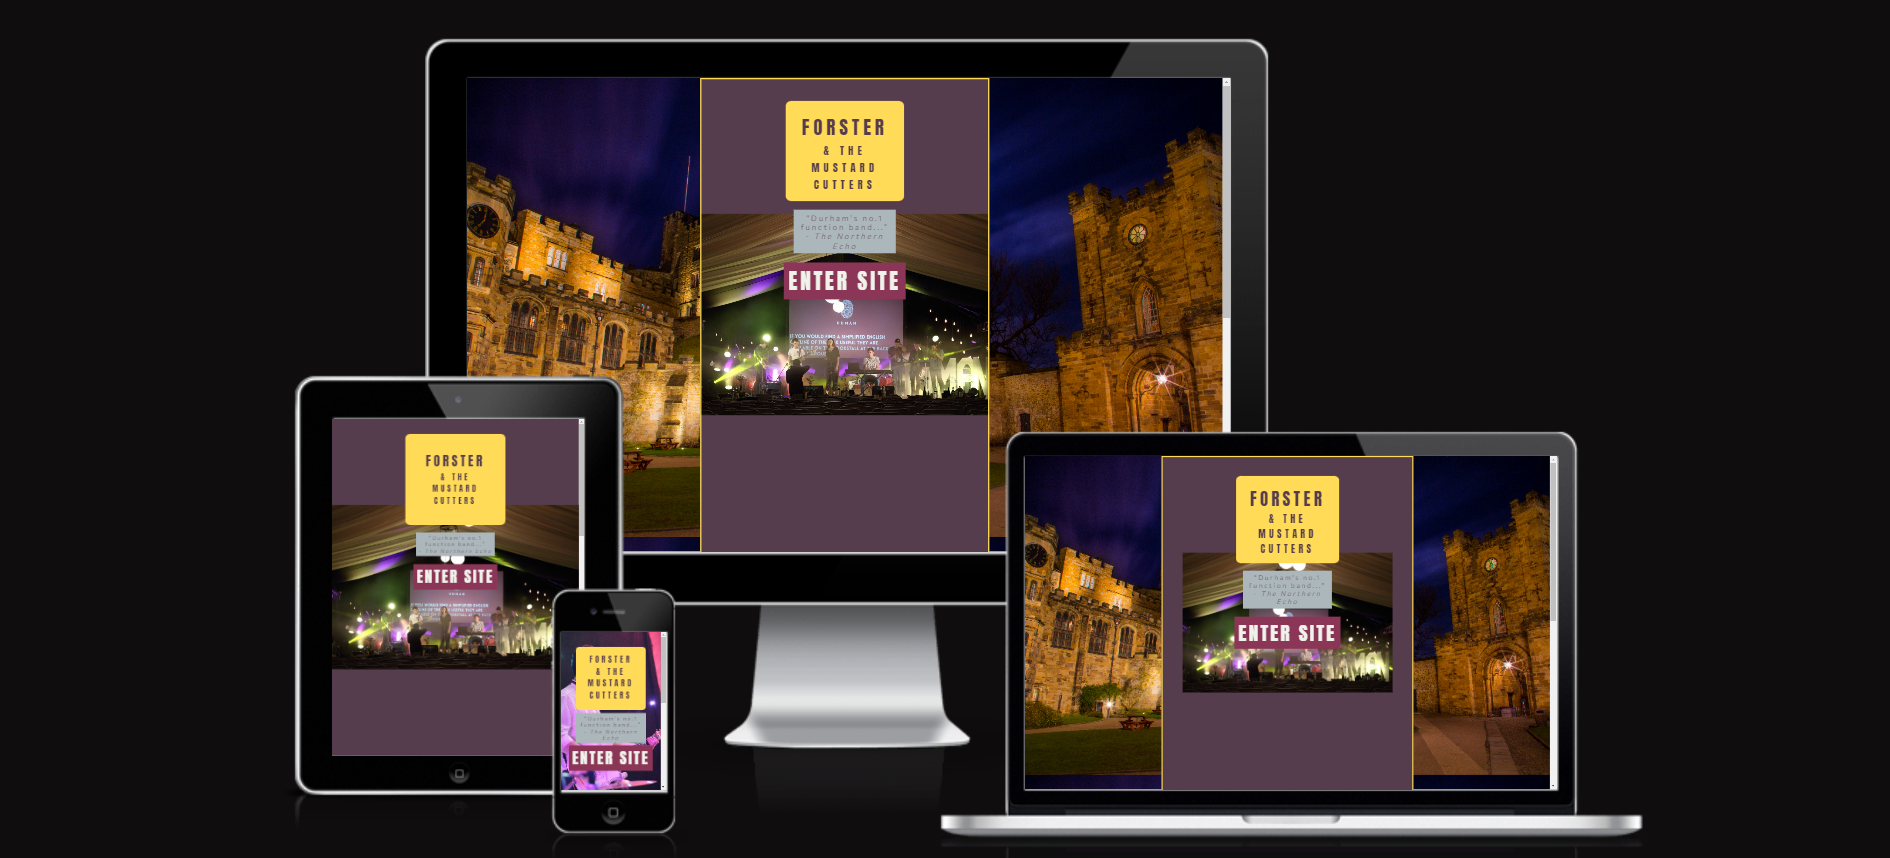 FORSTER
& THE
MUSTARD
CUTTERS
"Durham's no.1
function band..."
- The Northern
Echo
ENTER SITE
FORSTER
& THE
MUSTARD
CUTTERS
"Durham's no.1
function band..."
- The Northern Echo
ENTER SITE
FORSTER
& THE
MUSTARD
CUTTERS
"Durham's no.1
function band..."
- The Northern
Echo
ENTER SITE
FORSTER
& THE
MUSTARD
CUTTERS
"Durham's no.1
function band..."
- The Northern
Echo
ENTER SITE